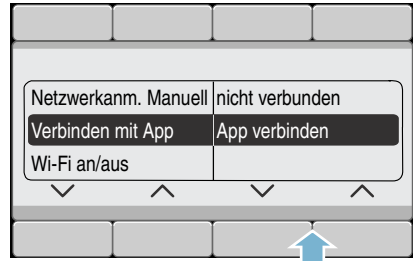 Netzwerkanm. Manuell nicht verbunden
Verbinden mit App App verbinden
Wi-Fi an/aus